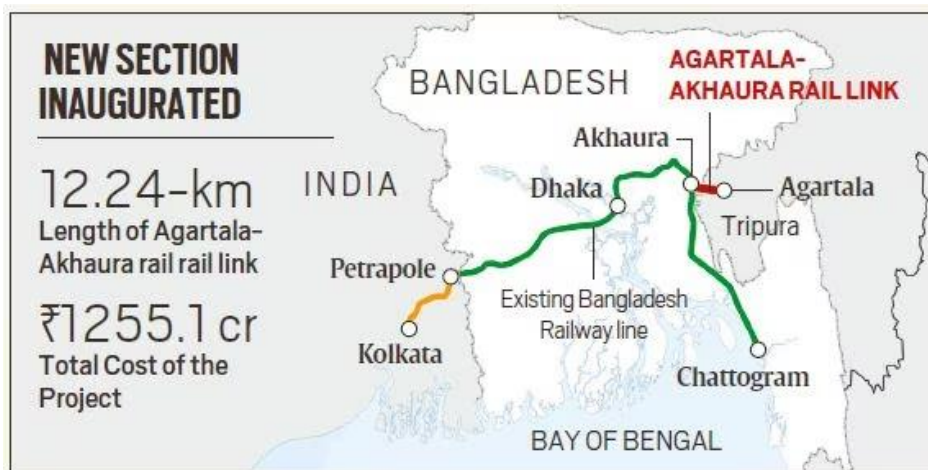 NEW SECTION
INAUGURATED
12.24-km
Length of Agartala-
Akhaura rail rail link
₹1255.1 cr
Total Cost of the
Project
BANGLADESH
AGARTALA-
AKHAURA RAIL LINK
Akhaura
INDIA
Dhaka
Agartala
Tripura
Petrapole
Existing Bangladesh
Railway line
Kolkata
Chattogram
BAY OF BENGAL